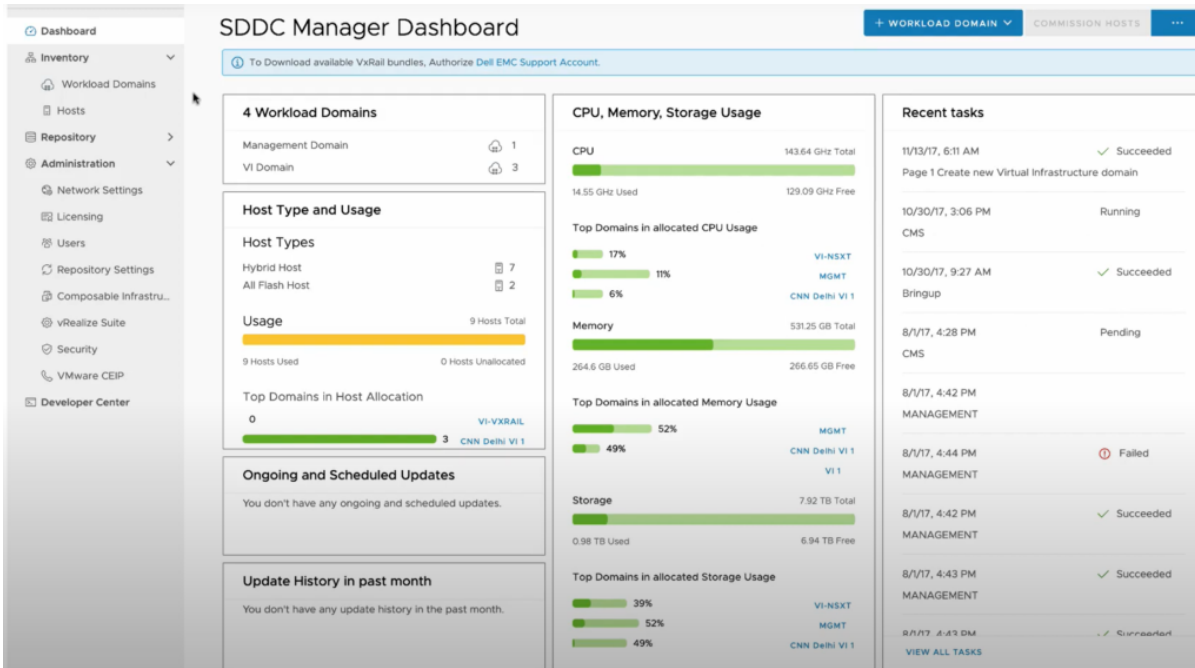 Dashboard
Inventory
Workload Domains
Hosts
Repository
Administration
Network Settings
Licensing
Users
Repository Settings
Composable Infrastru...
vRealize Suite
Security
VMware CEIP
Developer Center
SDDC Manager Dashboard
+ WORKLOAD DOMAIN
COMMISSION HOSTS
...
To Download available VxRail bundles, Authorize Dell EMC Support Account.
4 Workload Domains
Management Domain 1
VI Domain 3
Host Type and Usage
Host Types
Hybrid Host 7
All Flash Host 2
Usage 9 Hosts Total
9 Hosts Used 0 Hosts Unallocated
Top Domains in Host Allocation
0 VI-VXRAIL
3 CNN Delhi VI 1
Ongoing and Scheduled Updates
You don't have any ongoing and scheduled updates.
Update History in past month
You don't have any update history in the past month.
CPU, Memory, Storage Usage
CPU 143.64 GHz Total
14.55 GHz Used 129.09 GHz Free
Top Domains in allocated CPU Usage
17% VI-NSXT
11% MGMT
6% CNN Delhi VI 1
Memory 531.25 GB Total
264.6 GB Used 266.65 GB Free
Top Domains in allocated Memory Usage
52% MGMT
49% CNN Delhi VI 1
VI 1
Storage 7.92 TB Total
0.98 TB Used 6.94 TB Free
Top Domains in allocated Storage Usage
39% VI-NSXT
52% MGMT
49% CNN Delhi VI 1
Recent tasks
11/13/17, 6:11 AM Succeeded
Page 1 Create new Virtual Infrastructure domain
10/30/17, 3:06 PM Running
CMS
10/30/17, 9:27 AM Succeeded
Bringup
8/1/17, 4:28 PM Pending
CMS
8/1/17, 4:42 PM
MANAGEMENT
8/1/17, 4:44 PM Failed
MANAGEMENT
8/1/17, 4:42 PM Succeeded
MANAGEMENT
8/1/17, 4:43 PM Succeeded
MANAGEMENT
8/1/17, 4:43 PM Succeeded
VIEW ALL TASKS